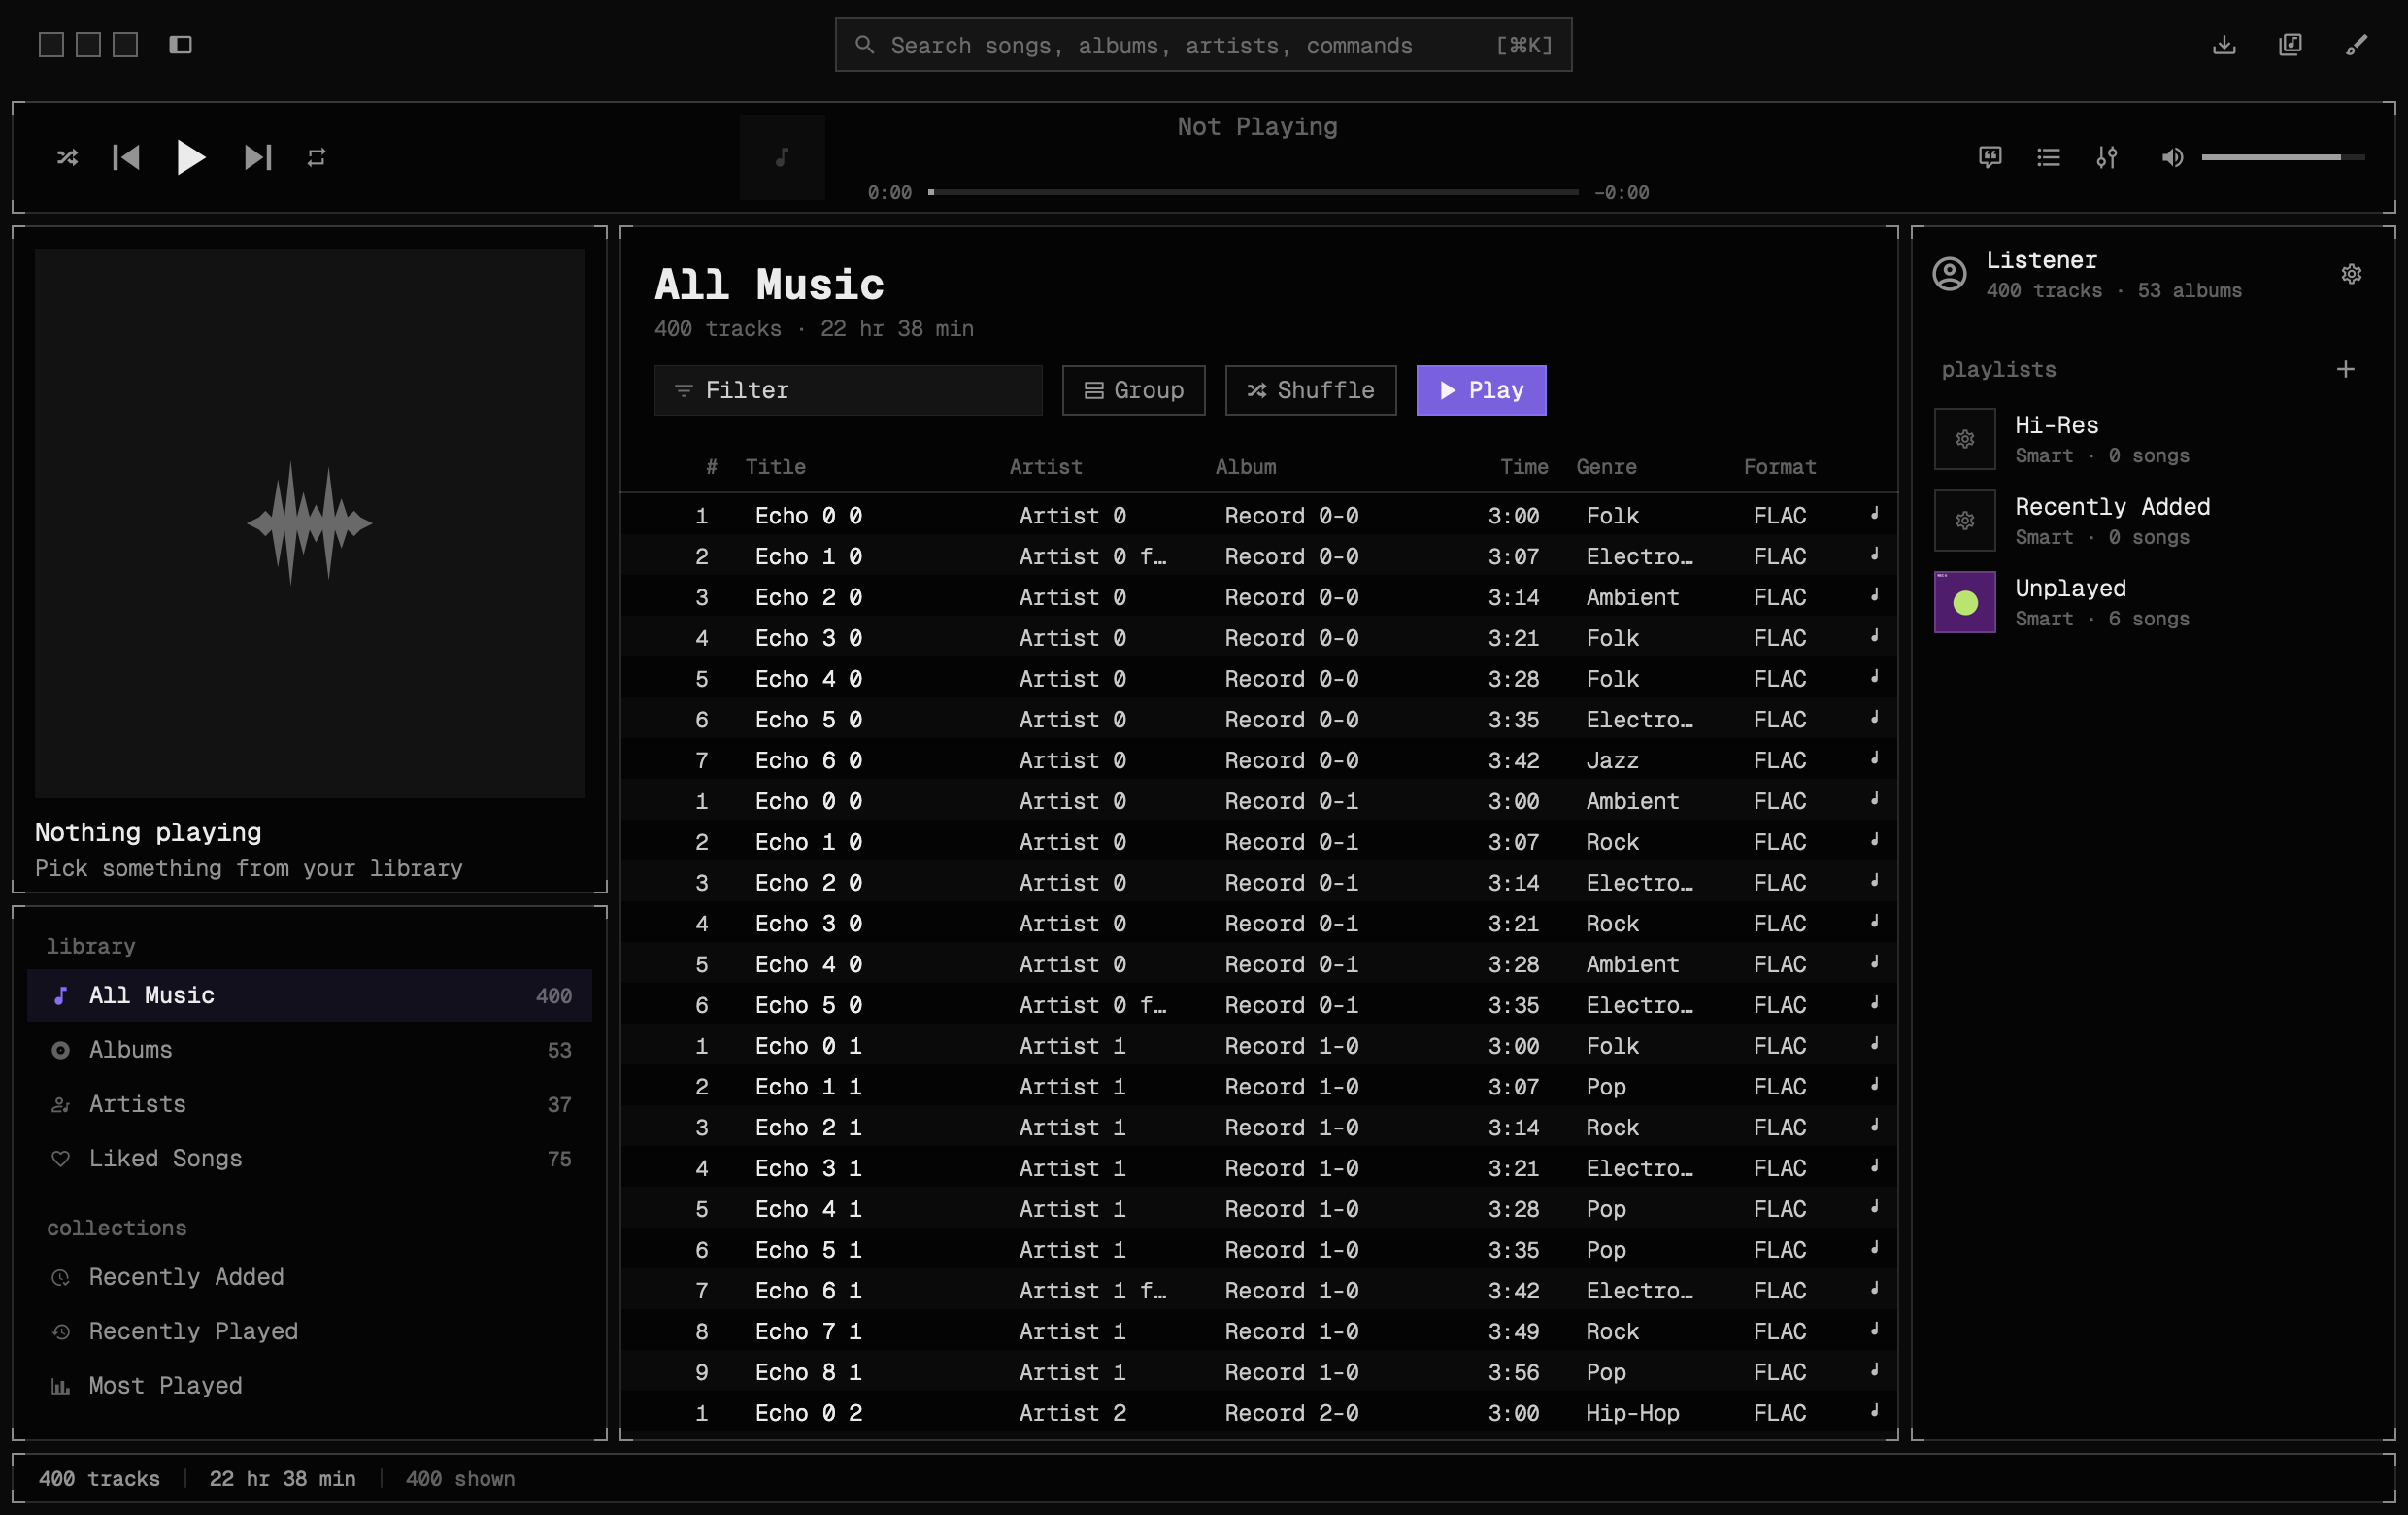 Search songs, albums, artists, commands [⌘K]
Not Playing
0:00 -0:00
Nothing playing
Pick something from your library
library
All Music 400
Albums 53
Artists 37
Liked Songs 75
collections
Recently Added
Recently Played
Most Played
All Music
400 tracks · 22 hr 38 min
Filter Group Shuffle Play
# Title Artist Album Time Genre Format
1 Echo 0 0 Artist 0 Record 0-0 3:00 Folk FLAC
2 Echo 1 0 Artist 0 f… Record 0-0 3:07 Electro… FLAC
3 Echo 2 0 Artist 0 Record 0-0 3:14 Ambient FLAC
4 Echo 3 0 Artist 0 Record 0-0 3:21 Folk FLAC
5 Echo 4 0 Artist 0 Record 0-0 3:28 Folk FLAC
6 Echo 5 0 Artist 0 Record 0-0 3:35 Electro… FLAC
7 Echo 6 0 Artist 0 Record 0-0 3:42 Jazz FLAC
1 Echo 0 0 Artist 0 Record 0-1 3:00 Ambient FLAC
2 Echo 1 0 Artist 0 Record 0-1 3:07 Rock FLAC
3 Echo 2 0 Artist 0 Record 0-1 3:14 Electro… FLAC
4 Echo 3 0 Artist 0 Record 0-1 3:21 Rock FLAC
5 Echo 4 0 Artist 0 Record 0-1 3:28 Ambient FLAC
6 Echo 5 0 Artist 0 f… Record 0-1 3:35 Electro… FLAC
1 Echo 0 1 Artist 1 Record 1-0 3:00 Folk FLAC
2 Echo 1 1 Artist 1 Record 1-0 3:07 Pop FLAC
3 Echo 2 1 Artist 1 Record 1-0 3:14 Rock FLAC
4 Echo 3 1 Artist 1 Record 1-0 3:21 Electro… FLAC
5 Echo 4 1 Artist 1 Record 1-0 3:28 Pop FLAC
6 Echo 5 1 Artist 1 Record 1-0 3:35 Pop FLAC
7 Echo 6 1 Artist 1 f… Record 1-0 3:42 Electro… FLAC
8 Echo 7 1 Artist 1 Record 1-0 3:49 Rock FLAC
9 Echo 8 1 Artist 1 Record 1-0 3:56 Pop FLAC
1 Echo 0 2 Artist 2 Record 2-0 3:00 Hip-Hop FLAC
Listener
400 tracks · 53 albums
playlists
Hi-Res
Smart · 0 songs
Recently Added
Smart · 0 songs
Unplayed
Smart · 6 songs
400 tracks 22 hr 38 min 400 shown